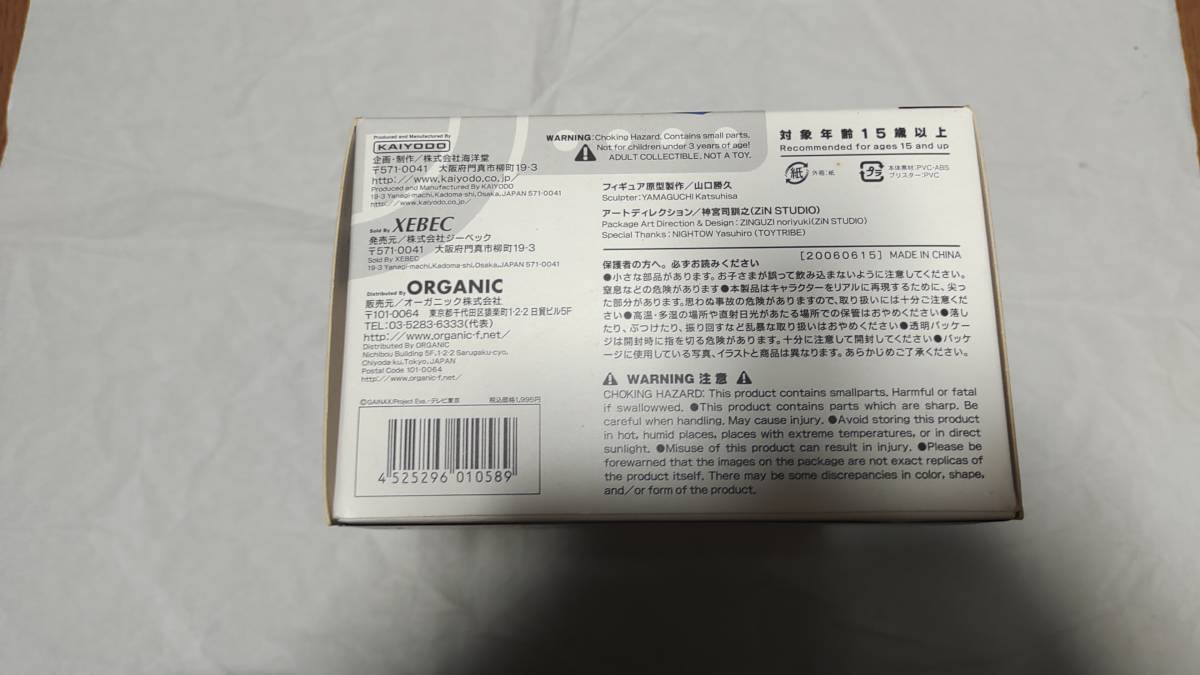 Produced and Manufactured By
KAIYODO
企画・制作／株式会社海洋堂
〒571-0041　大阪府門真市柳町19-3
http://www.kaiyodo.co.jp/
Produced and Manufactured By KAIYODO
19-3 Yanagi-machi, Kadoma-shi, Osaka, JAPAN 571-0041
http://www.kaiyodo.co.jp/
Sold By XEBEC
発売元／株式会社ジーベック
〒571-0041　大阪府門真市柳町19-3
Sold By XEBEC
19-3 Yanagi-machi, Kadoma-shi, Osaka, JAPAN 571-0041
Distributed By ORGANIC
販売元／オーガニック株式会社
〒101-0064　東京都千代田区猿楽町1-2-2 日貿ビル5F
TEL:03-5283-6333(代表)
http://www.organic-f.net/
Distributed By ORGANIC
Nichibou Building 5F, 1-2-2 Sarugaku-cyo,
Chiyoda-ku, Tokyo, JAPAN
Postal Code 101-0064
http://www.organic-f.net/
©GAINAX/Project Eva.・テレビ東京　税込価格1,995円
4 525296 010589
WARNING: Choking Hazard. Contains small parts.
Not for children under 3 years of age!
ADULT COLLECTIBLE, NOT A TOY.
対象年齢15歳以上
Recommended for ages 15 and up
紙 外箱:紙
プラ 本体素材:PVC・ABS
ブリスター:PVC
フィギュア原型製作／山口勝久
Sculpter: YAMAGUCHI Katsuhisa
アートディレクション／神宮司訓之(ZiN STUDIO)
Package Art Direction & Design : ZINGUZI noriyuki(ZiN STUDIO)
Special Thanks : NIGHTOW Yasuhiro (TOYTRIBE)
[20060615] MADE IN CHINA
保護者の方へ。必ずお読みください
●小さな部品があります。お子さまが誤って飲み込まないように注意してください。
窒息などの危険があります●本製品はキャラクターをリアルに再現するために、尖っ
た部分があります。思わぬ事故の危険がありますので、取り扱いには十分ご注意くださ
い●高温・多湿の場所や直射日光があたる場所での保管はおやめください●落し
たり、ぶつけたり、振り回すなど乱暴な取り扱いはおやめください●透明パッケー
ジは開封時に指を切る危険があります。十分に注意して開封してください●パッケ
ージに使用している写真、イラストと商品は異なります。あらかじめご了承ください。
WARNING 注意
CHOKING HAZARD: This product contains smallparts. Harmful or fatal
if swallowwed. ●This product contains parts which are sharp. Be
careful when handling. May cause injury. ●Avoid storing this product
in hot, humid places, places with extreme temperatures, or in direct
sunlight. ●Misuse of this product can result in injury. ●Please be
forewarned that the images on the package are not exact replicas of
the product itself. There may be some discrepancies in color, shape,
and/or form of the product.